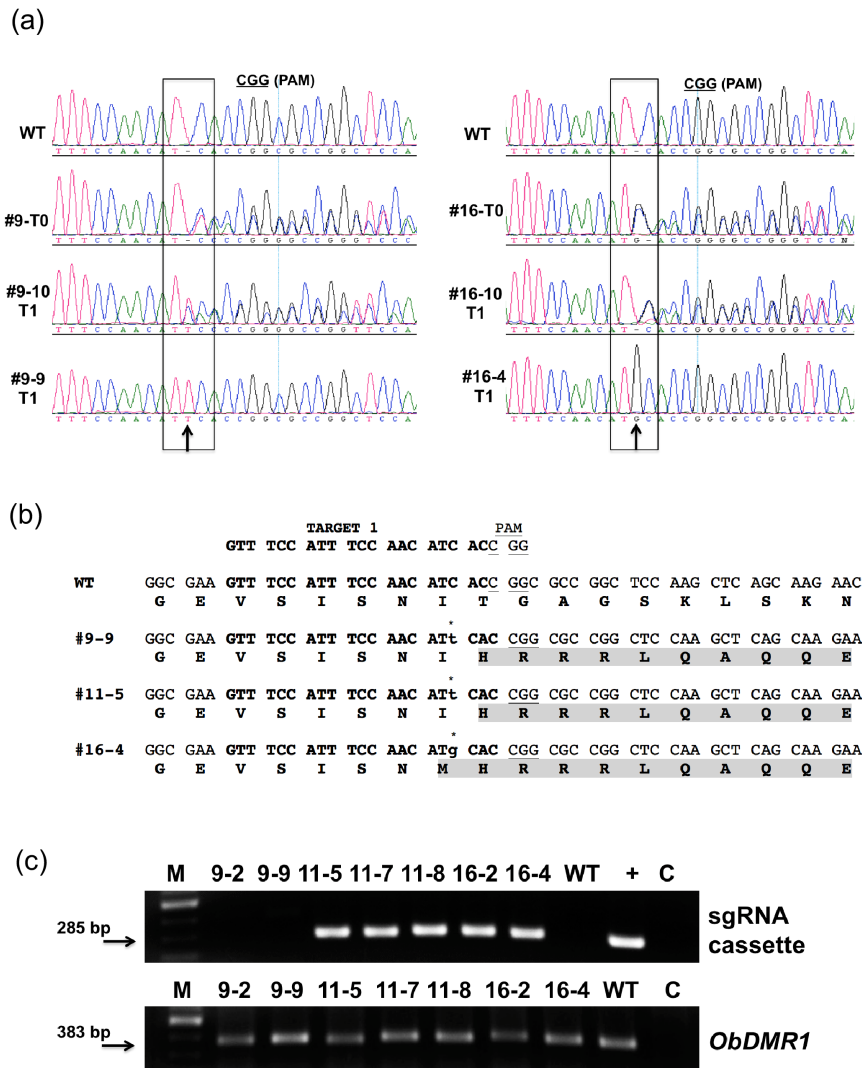 (a)
CGG (PAM)
WT
T T T C C A A C A T - C A C C G G C G C C G G C T C C A
#9-T0
T T T C C A A C A T - C C C C G G G G C C G G G T C C C
#9-10
T1
T T T C C A A C A T T C C C C G G G G C C G G G T C C A
#9-9
T1
T T T C C A A C A T T C A C C G G C G C C G G C T C C A
CGG (PAM)
WT
T T T C C A A C A T - C A C C G G C G C C G G C T C C A
#16-T0
T T T C C A A C A T G - A C C G G G G C C G G G T C C N
#16-10
T1
T T T C C A A C A T - C A C C G G G G C C G G G T C C A
#16-4
T1
T T T C C A A C A T G C A C C G G C G C C G G C T C C A
(b)
TARGET 1 PAM
GTT TCC ATT TCC AAC ATC ACC GG
WT GGC GAA GTT TCC ATT TCC AAC ATC ACC GGC GCC GGC TCC AAG CTC AGC AAG AAC
G E V S I S N I T G A G S K L S K N
*
#9-9 GGC GAA GTT TCC ATT TCC AAC ATt CAC CGG CGC CGG CTC CAA GCT CAG CAA GAA
G E V S I S N I H R R R L Q A Q Q E
*
#11-5 GGC GAA GTT TCC ATT TCC AAC ATt CAC CGG CGC CGG CTC CAA GCT CAG CAA GAA
G E V S I S N I H R R R L Q A Q Q E
*
#16-4 GGC GAA GTT TCC ATT TCC AAC ATg CAC CGG CGC CGG CTC CAA GCT CAG CAA GAA
G E V S I S N M H R R R L Q A Q Q E
(c)
M 9-2 9-9 11-5 11-7 11-8 16-2 16-4 WT + C
285 bp
sgRNA
cassette
M 9-2 9-9 11-5 11-7 11-8 16-2 16-4 WT C
383 bp
ObDMR1